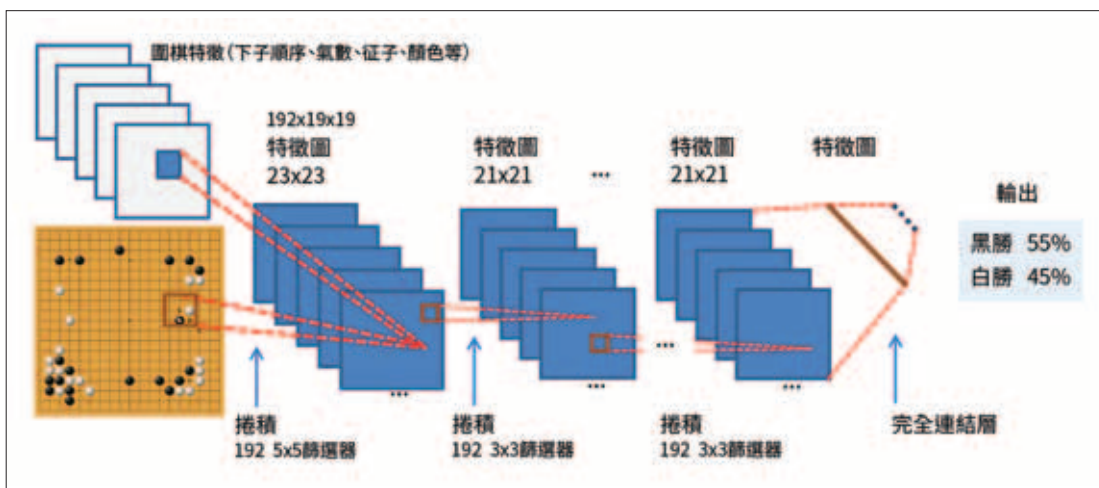 圍棋特徵(下子順序、氣數、征子、顏色等)
192x19x19
特徵圖
23x23
特徵圖
21x21
...
特徵圖
21x21
特徵圖
輸出
黑勝 55%
白勝 45%
...
...
...
...
捲積
192 5x5篩選器
捲積
192 3x3篩選器
捲積
192 3x3篩選器
完全連結層